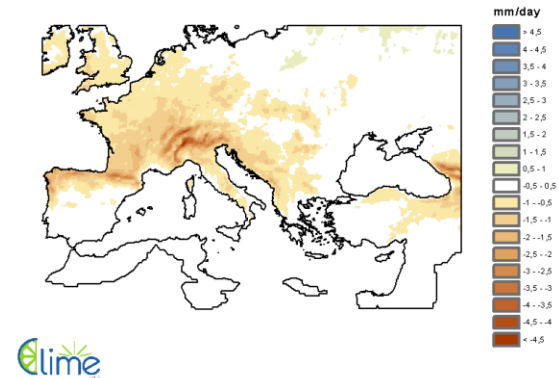 mm/day
> 4,5
4 - 4,5
3,5 - 4
3 - 3,5
2,5 - 3
2 - 2,5
1,5 - 2
1 - 1,5
0,5 - 1
-0,5 - 0,5
-1 - -0,5
-1,5 - -1
-2 - -1,5
-2,5 - -2
-3 - -2,5
-3,5 - -3
-4 - -3,5
-4,5 - -4
< -4,5
Clime